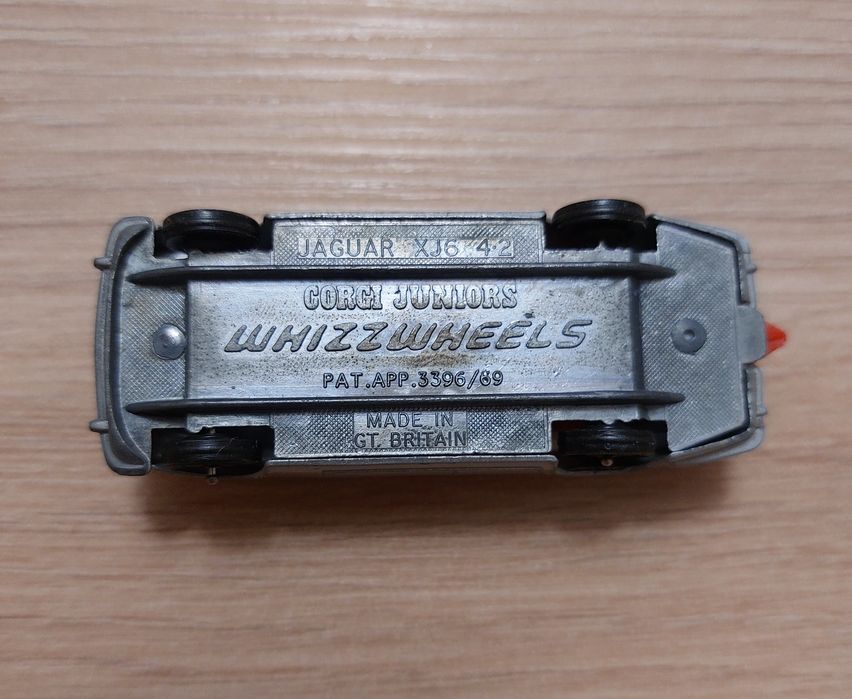 JAGUAR XJ6 4·2
CORGI JUNIORS
WHIZZWHEELS
PAT.APP.3396/69
MADE IN
GT. BRITAIN